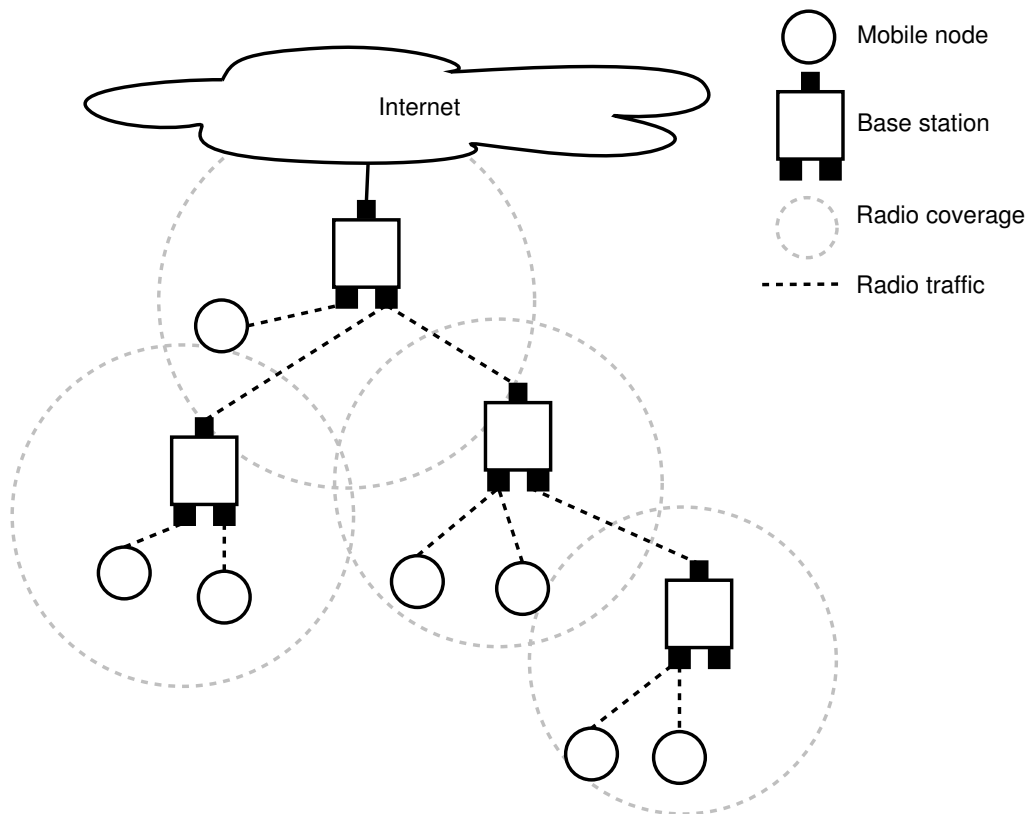 Mobile node
Internet
Base station
Radio coverage
Radio traffic